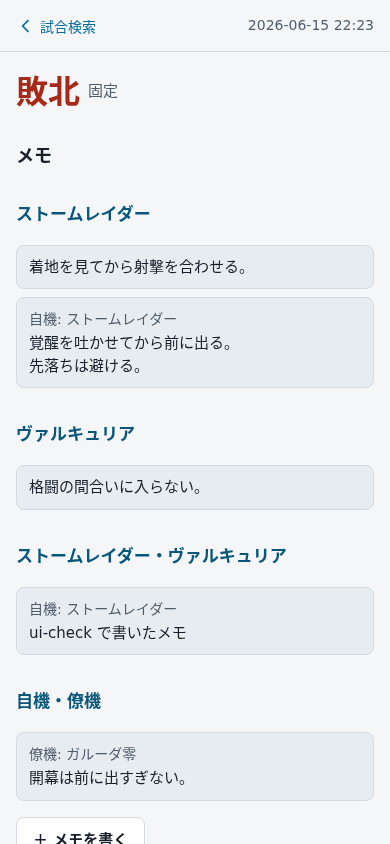 試合検索
2026-06-15 22:23
敗北 固定
メモ
ストームレイダー
着地を見てから射撃を合わせる。
自機: ストームレイダー
覚醒を吐かせてから前に出る。
先落ちは避ける。
ヴァルキュリア
格闘の間合いに入らない。
ストームレイダー・ヴァルキュリア
自機: ストームレイダー
ui-check で書いたメモ
自機・僚機
僚機: ガルーダ零
開幕は前に出すぎない。
＋ メモを書く